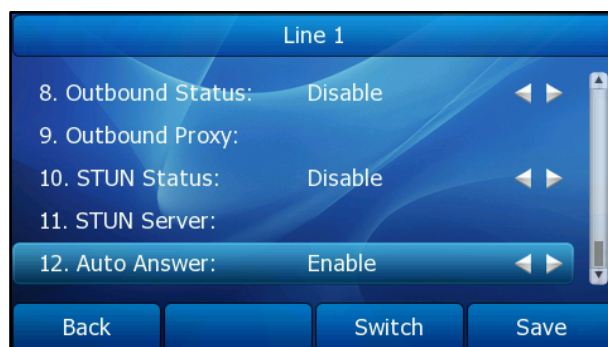 Line 1
8. Outbound Status: Disable
9. Outbound Proxy:
10. STUN Status: Disable
11. STUN Server:
12. Auto Answer: Enable
Back Switch Save